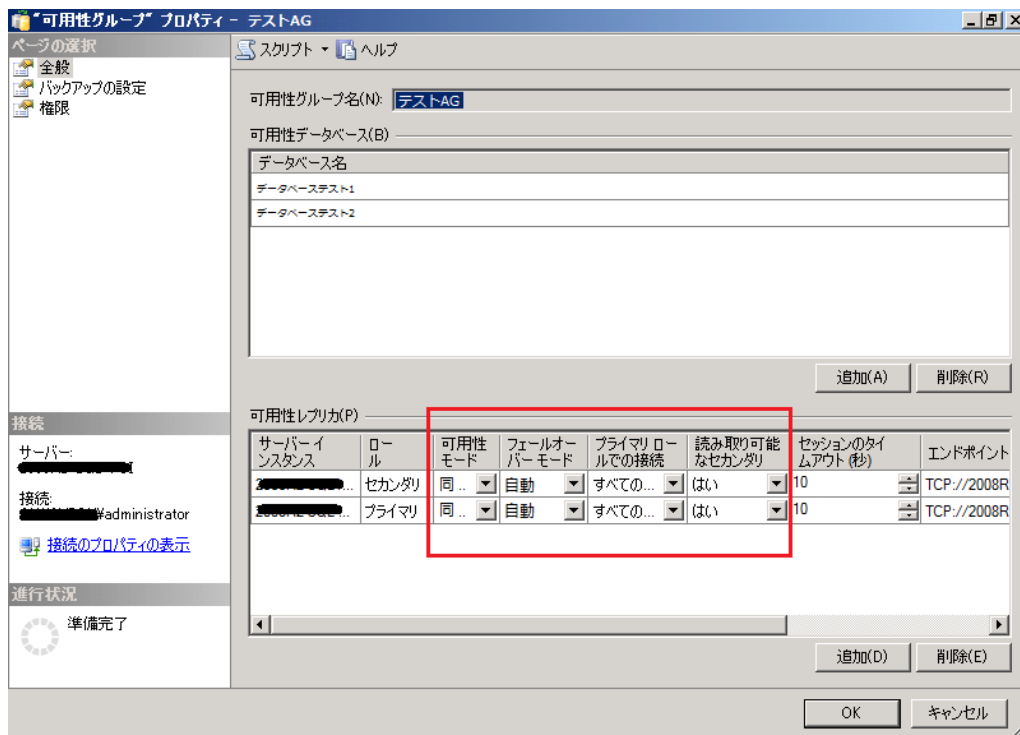 "可用性グループ" プロパティ - テストAG
ページの選択
全般
バックアップの設定
権限
スクリプト
ヘルプ
可用性グループ名(N):
テストAG
可用性データベース(B)
データベース名
データベーステスト1
データベーステスト2
追加(A)
削除(R)
可用性レプリカ(P)
サーバー インスタンス
ロール
可用性モード
フェールオーバー モード
プライマリ ロールでの接続
読み取り可能なセカンダリ
セッションのタイムアウト (秒)
エンドポイント
セカンダリ
同...
自動
すべての...
はい
10
TCP://2008R
プライマリ
同...
自動
すべての...
はい
10
TCP://2008R
追加(D)
削除(E)
接続
サーバー:
接続:
¥administrator
接続のプロパティの表示
進行状況
準備完了
OK
キャンセル